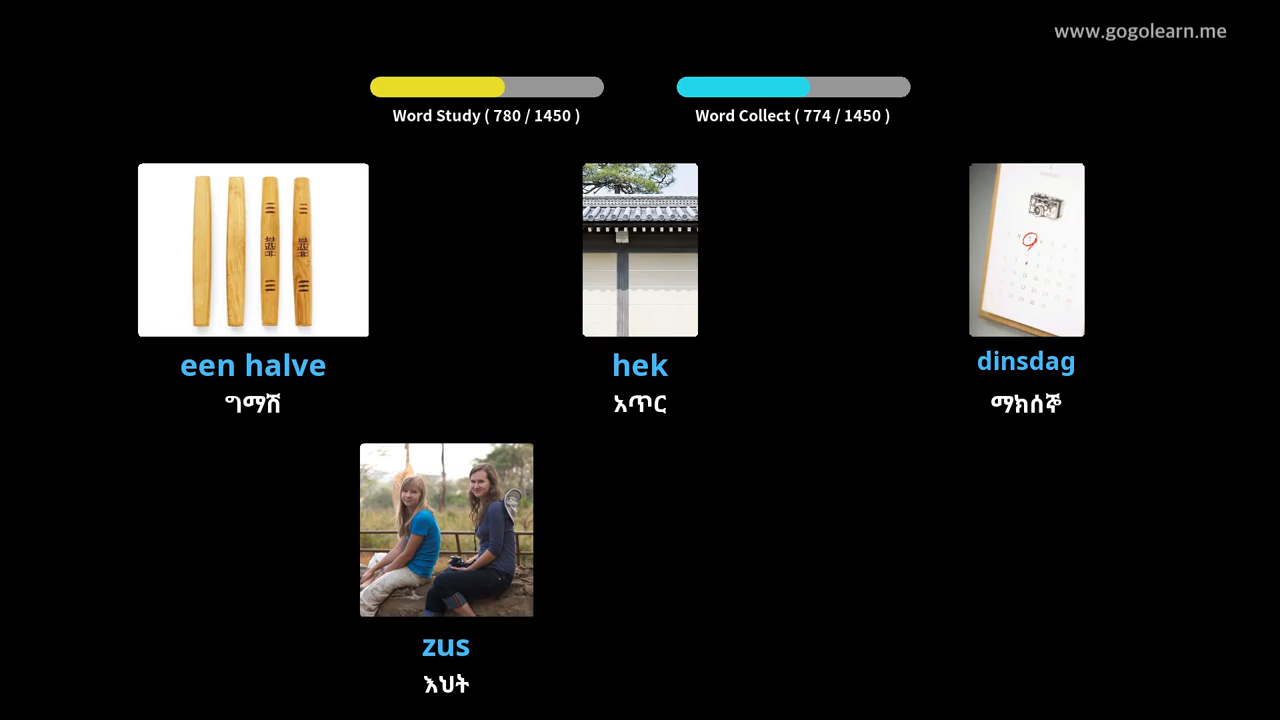 www.gogolearn.me
Word Study ( 780 / 1450 )
Word Collect ( 774 / 1450 )
een halve
ግማሽ
hek
አጥር
dinsdag
ማክሰኞ
zus
እህት